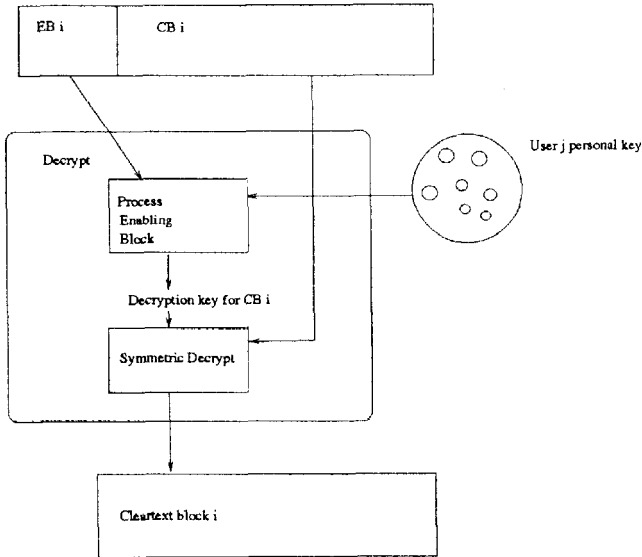 EB i
CB i
Decrypt
User j personal key
Process
Enabling
Block
Decryption key for CB i
Symmetric Decrypt
Cleartext block i